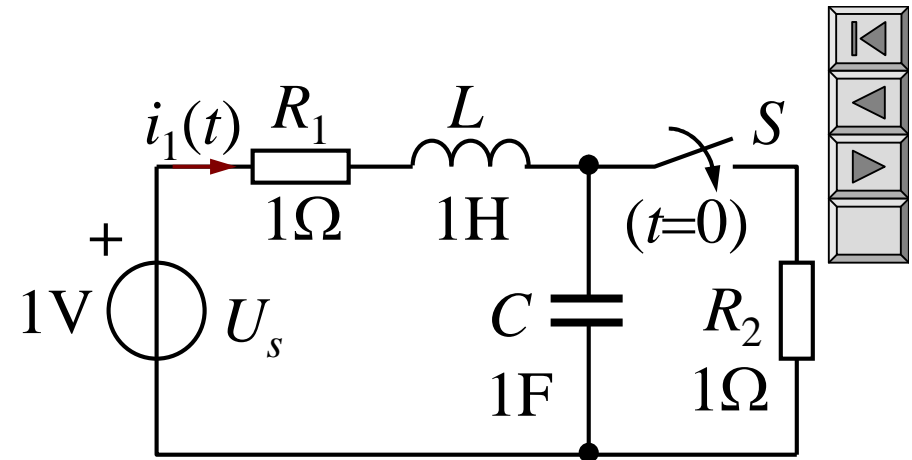 i₁(t) R₁ L S
1Ω 1H (t=0)
+
1V Uₛ C R₂
1F 1Ω